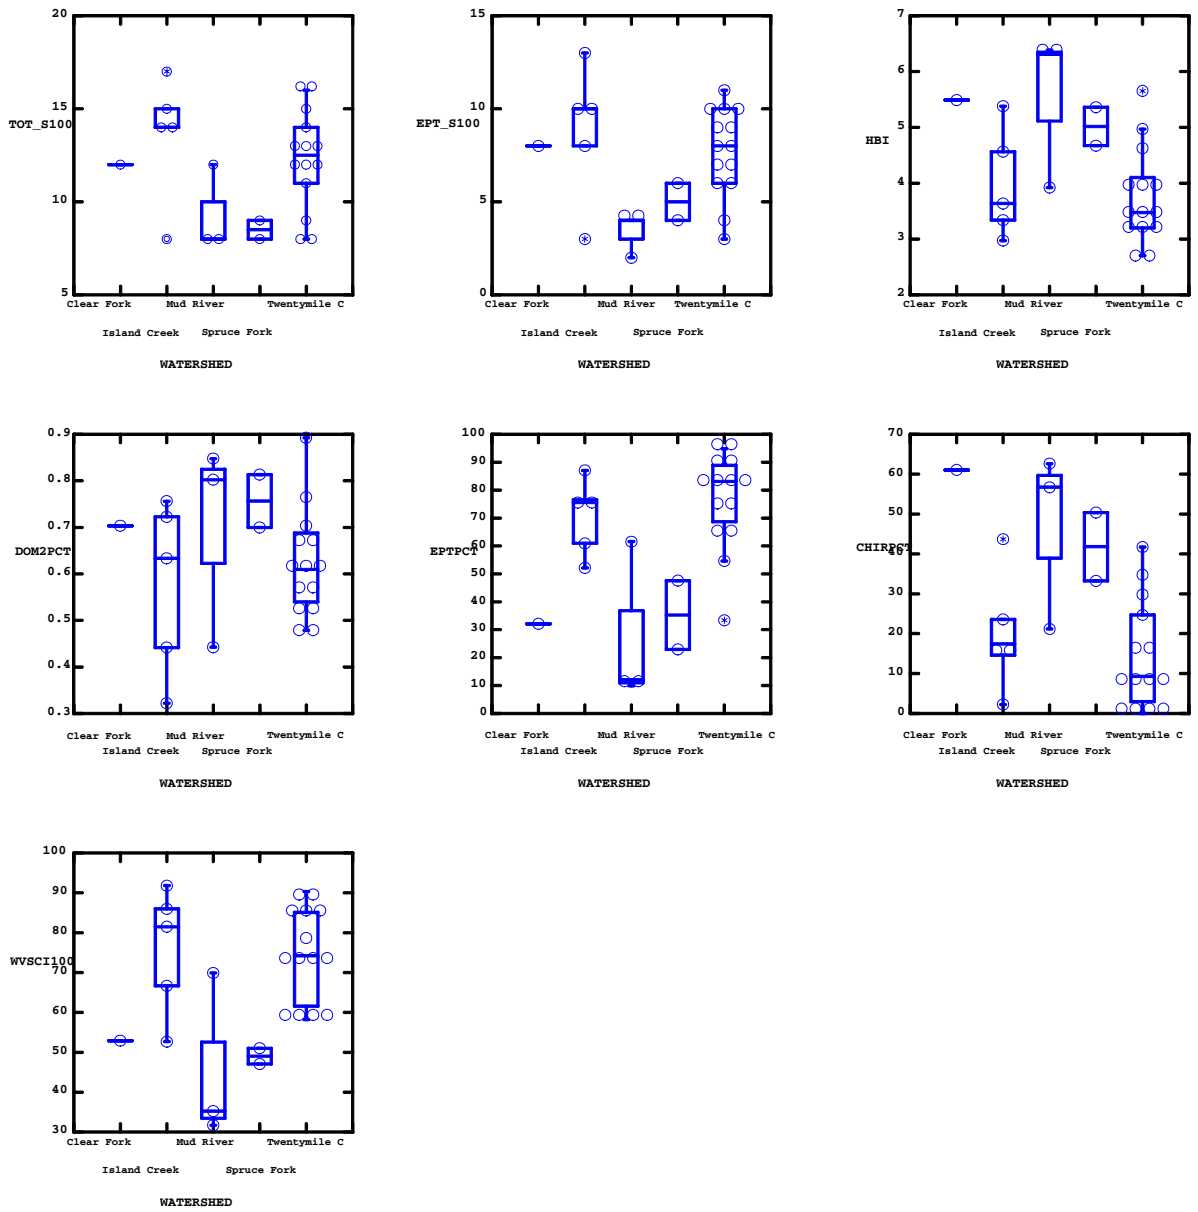 20
15
TOT_S100
10
5
Clear Fork Mud River Twentymile C
Island Creek Spruce Fork
WATERSHED
15
10
EPT_S100
5
0
Clear Fork Mud River Twentymile C
Island Creek Spruce Fork
WATERSHED
7
6
5
HBI
4
3
2
Clear Fork Mud River Twentymile C
Island Creek Spruce Fork
WATERSHED
0.9
0.8
0.7
DOM2PCT
0.6
0.5
0.4
0.3
Clear Fork Mud River Twentymile C
Island Creek Spruce Fork
WATERSHED
100
90
80
70
60
EPTPCT
50
40
30
20
10
0
Clear Fork Mud River Twentymile C
Island Creek Spruce Fork
WATERSHED
70
60
50
CHIRPCT
40
30
20
10
0
Clear Fork Mud River Twentymile C
Island Creek Spruce Fork
WATERSHED
100
90
80
WVSCI100
70
60
50
40
30
Clear Fork Mud River Twentymile C
Island Creek Spruce Fork
WATERSHED